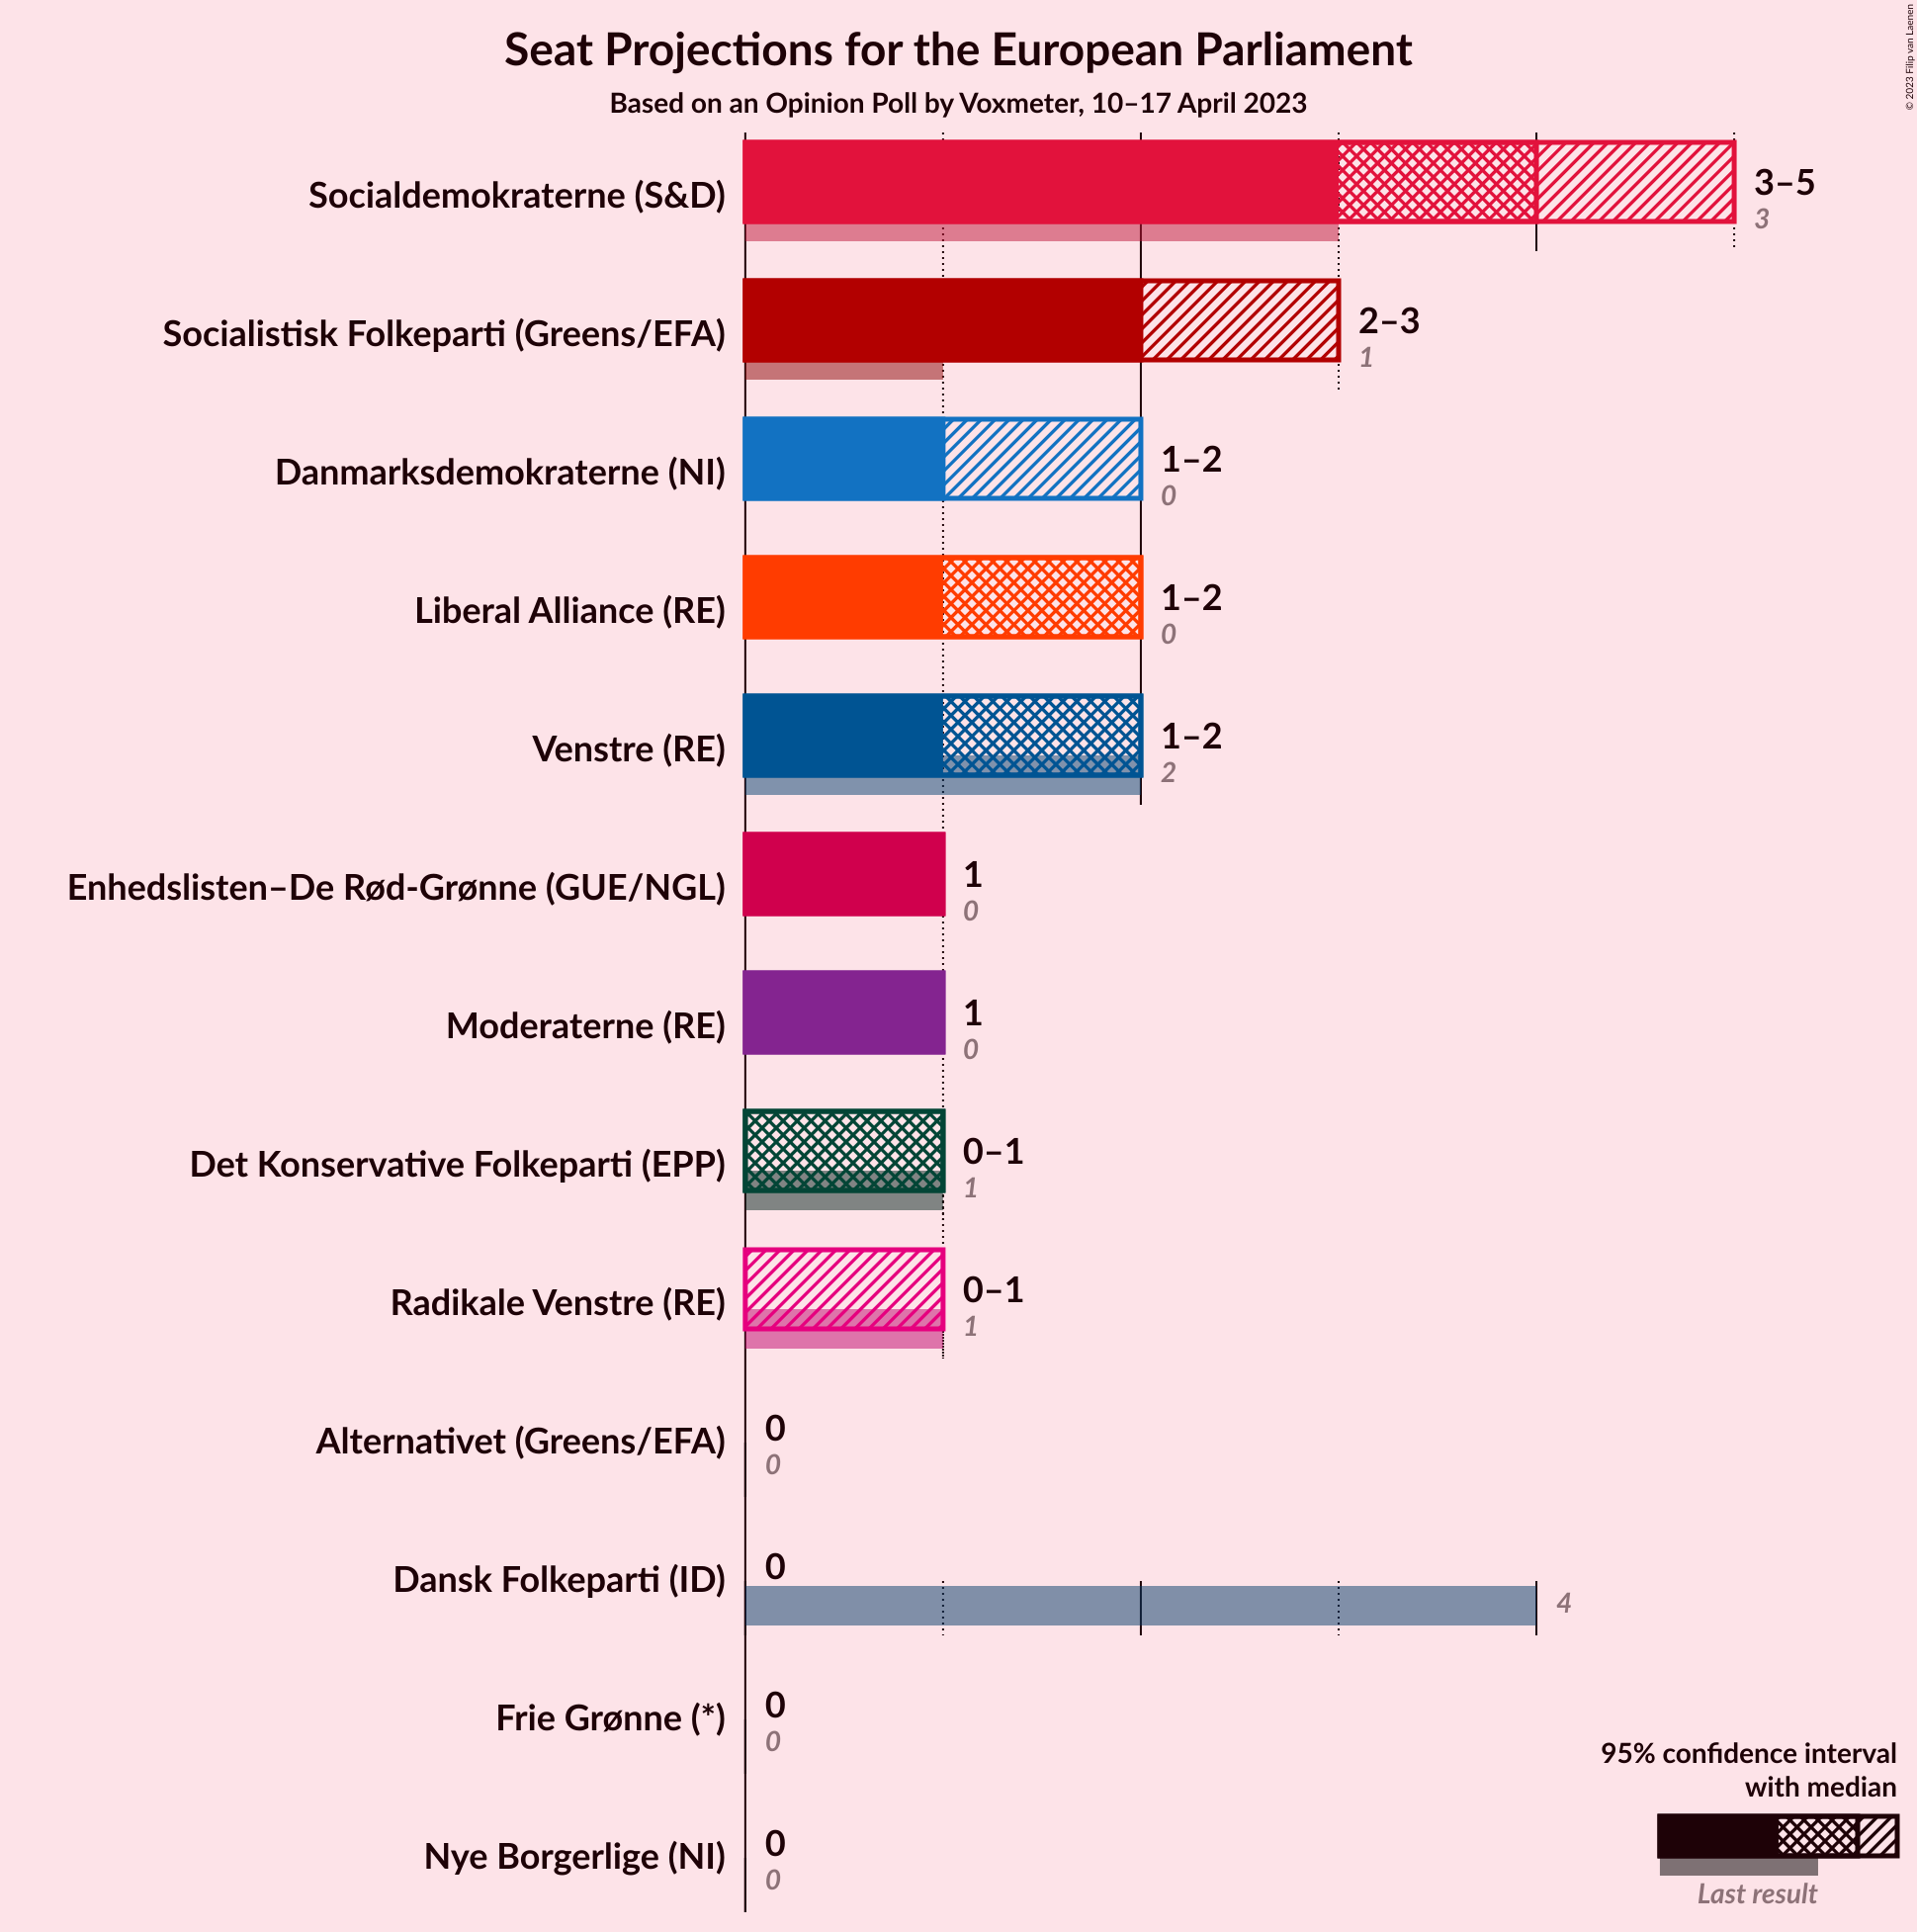 Seat Projections for the European Parliament
Based on an Opinion Poll by Voxmeter, 10–17 April 2023
© 2023 Filip van Laenen
Socialdemokraterne (S&D)
3–5
3
Socialistisk Folkeparti (Greens/EFA)
2–3
1
Danmarksdemokraterne (NI)
1–2
0
Liberal Alliance (RE)
1–2
0
Venstre (RE)
1–2
2
Enhedslisten–De Rød-Grønne (GUE/NGL)
1
0
Moderaterne (RE)
1
0
Det Konservative Folkeparti (EPP)
0–1
1
Radikale Venstre (RE)
0–1
1
Alternativet (Greens/EFA)
0
0
Dansk Folkeparti (ID)
0
4
Frie Grønne (*)
0
0
Nye Borgerlige (NI)
0
0
95% confidence interval
with median
Last result